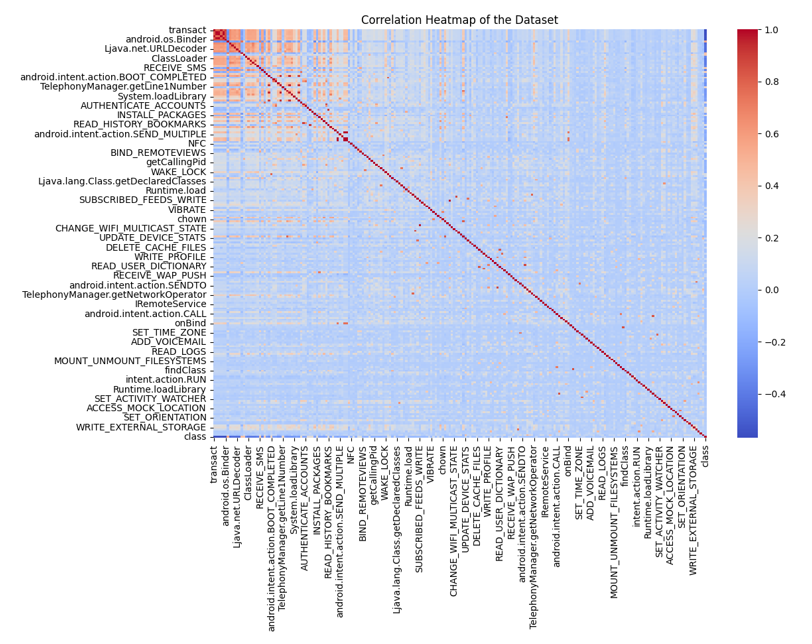 Correlation Heatmap of the Dataset
transact
android.os.Binder
Ljava.net.URLDecoder
ClassLoader
RECEIVE_SMS
android.intent.action.BOOT_COMPLETED
TelephonyManager.getLine1Number
System.loadLibrary
AUTHENTICATE_ACCOUNTS
INSTALL_PACKAGES
READ_HISTORY_BOOKMARKS
android.intent.action.SEND_MULTIPLE
NFC
BIND_REMOTEVIEWS
getCallingPid
WAKE_LOCK
Ljava.lang.Class.getDeclaredClasses
Runtime.load
SUBSCRIBED_FEEDS_WRITE
VIBRATE
chown
CHANGE_WIFI_MULTICAST_STATE
UPDATE_DEVICE_STATS
DELETE_CACHE_FILES
WRITE_PROFILE
READ_USER_DICTIONARY
RECEIVE_WAP_PUSH
android.intent.action.SENDTO
TelephonyManager.getNetworkOperator
IRemoteService
android.intent.action.CALL
onBind
SET_TIME_ZONE
ADD_VOICEMAIL
READ_LOGS
MOUNT_UNMOUNT_FILESYSTEMS
findClass
intent.action.RUN
Runtime.loadLibrary
SET_ACTIVITY_WATCHER
ACCESS_MOCK_LOCATION
SET_ORIENTATION
WRITE_EXTERNAL_STORAGE
class
transact
android.os.Binder
Ljava.net.URLDecoder
ClassLoader
RECEIVE_SMS
android.intent.action.BOOT_COMPLETED
TelephonyManager.getLine1Number
System.loadLibrary
AUTHENTICATE_ACCOUNTS
INSTALL_PACKAGES
READ_HISTORY_BOOKMARKS
android.intent.action.SEND_MULTIPLE
NFC
BIND_REMOTEVIEWS
getCallingPid
WAKE_LOCK
Ljava.lang.Class.getDeclaredClasses
Runtime.load
SUBSCRIBED_FEEDS_WRITE
VIBRATE
chown
CHANGE_WIFI_MULTICAST_STATE
UPDATE_DEVICE_STATS
DELETE_CACHE_FILES
WRITE_PROFILE
READ_USER_DICTIONARY
RECEIVE_WAP_PUSH
android.intent.action.SENDTO
TelephonyManager.getNetworkOperator
IRemoteService
android.intent.action.CALL
onBind
SET_TIME_ZONE
ADD_VOICEMAIL
READ_LOGS
MOUNT_UNMOUNT_FILESYSTEMS
findClass
intent.action.RUN
Runtime.loadLibrary
SET_ACTIVITY_WATCHER
ACCESS_MOCK_LOCATION
SET_ORIENTATION
WRITE_EXTERNAL_STORAGE
class
1.0
0.8
0.6
0.4
0.2
0.0
−0.2
−0.4